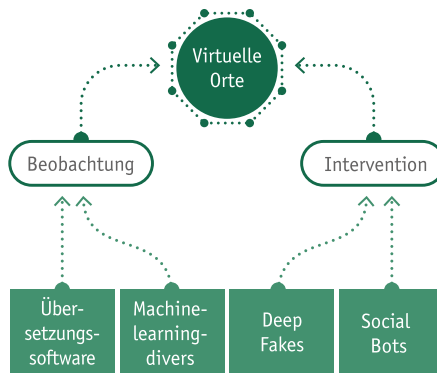 Virtuelle
Orte
Beobachtung
Intervention
Über-
setzungs-
software
Machine-
learning-
divers
Deep
Fakes
Social
Bots